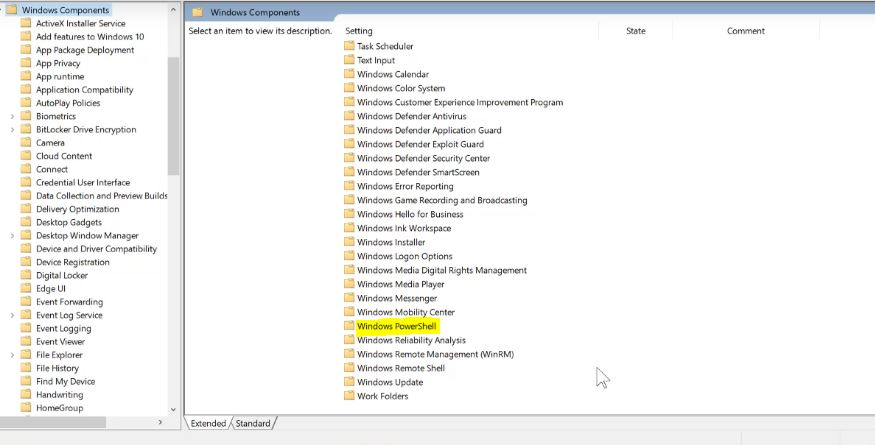 Windows Components
ActiveX Installer Service
Add features to Windows 10
App Package Deployment
App Privacy
App runtime
Application Compatibility
AutoPlay Policies
Biometrics
BitLocker Drive Encryption
Camera
Cloud Content
Connect
Credential User Interface
Data Collection and Preview Builds
Delivery Optimization
Desktop Gadgets
Desktop Window Manager
Device and Driver Compatibility
Device Registration
Digital Locker
Edge UI
Event Forwarding
Event Log Service
Event Logging
Event Viewer
File Explorer
File History
Find My Device
Handwriting
HomeGroup
Windows Components
Select an item to view its description.
Setting State Comment
Task Scheduler
Text Input
Windows Calendar
Windows Color System
Windows Customer Experience Improvement Program
Windows Defender Antivirus
Windows Defender Application Guard
Windows Defender Exploit Guard
Windows Defender Security Center
Windows Defender SmartScreen
Windows Error Reporting
Windows Game Recording and Broadcasting
Windows Hello for Business
Windows Ink Workspace
Windows Installer
Windows Logon Options
Windows Media Digital Rights Management
Windows Media Player
Windows Messenger
Windows Mobility Center
Windows PowerShell
Windows Reliability Analysis
Windows Remote Management (WinRM)
Windows Remote Shell
Windows Update
Work Folders
Extended Standard